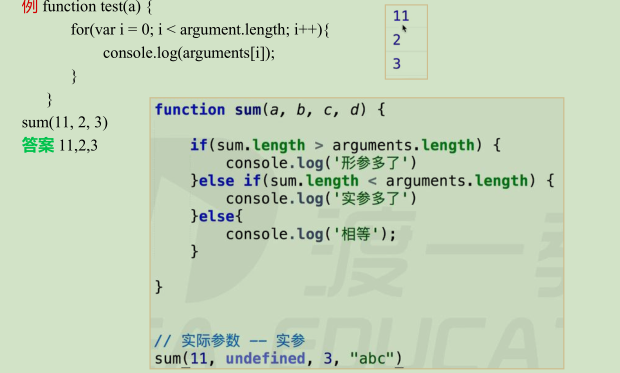 例 function test(a) {
for(var i = 0; i < argument.length; i++){
console.log(arguments[i]);
}
}
sum(11, 2, 3)
答案 11,2,3
11
2
3
function sum(a, b, c, d) {
if(sum.length > arguments.length) {
console.log('形参多了')
}else if(sum.length < arguments.length) {
console.log('实参多了')
}else{
console.log('相等');
}
}
// 实际参数 -- 实参
sum(11, undefined, 3, "abc")